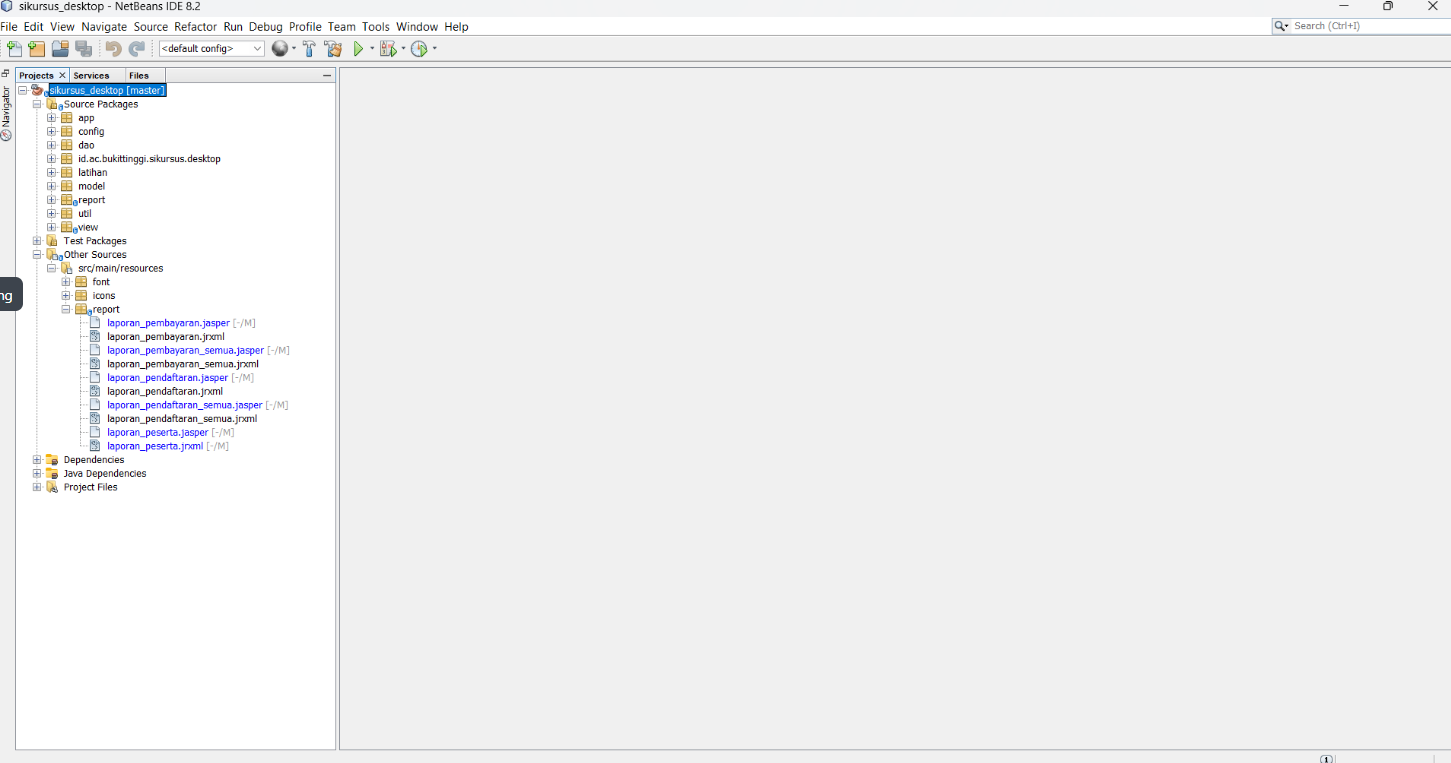 sikursus_desktop - NetBeans IDE 8.2
File Edit View Navigate Source Refactor Run Debug Profile Team Tools Window Help
Search (Ctrl+I)
<default config>
Projects Services Files
Navigator
sikursus_desktop [master]
Source Packages
app
config
dao
id.ac.bukittinggi.sikursus.desktop
latihan
model
report
util
view
Test Packages
Other Sources
src/main/resources
font
icons
report
laporan_pembayaran.jasper [-/M]
laporan_pembayaran.jrxml
laporan_pembayaran_semua.jasper [-/M]
laporan_pembayaran_semua.jrxml
laporan_pendaftaran.jasper [-/M]
laporan_pendaftaran.jrxml
laporan_pendaftaran_semua.jasper [-/M]
laporan_pendaftaran_semua.jrxml
laporan_peserta.jasper [-/M]
laporan_peserta.jrxml [-/M]
Dependencies
Java Dependencies
Project Files
ng
1